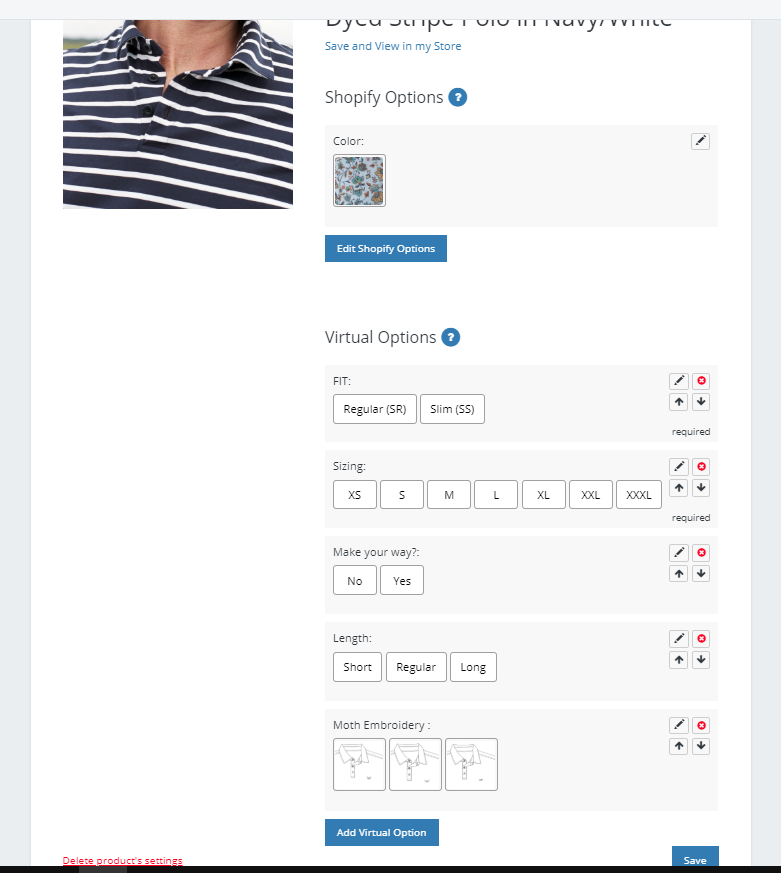 Dyed Stripe Polo in Navy/White
Save and View in my Store
Shopify Options ?
Color:
Edit Shopify Options
Virtual Options ?
FIT:
Regular (SR) Slim (SS)
required
Sizing:
XS S M L XL XXL XXXL
required
Make your way?:
No Yes
Length:
Short Regular Long
Moth Embroidery :
Add Virtual Option
Delete product's settings
Save